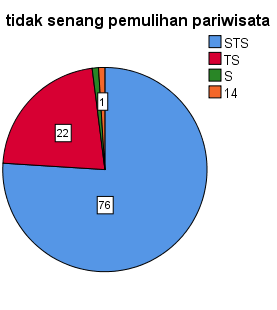 tidak senang pemulihan pariwisata
STS
TS
S
14
1
22
76